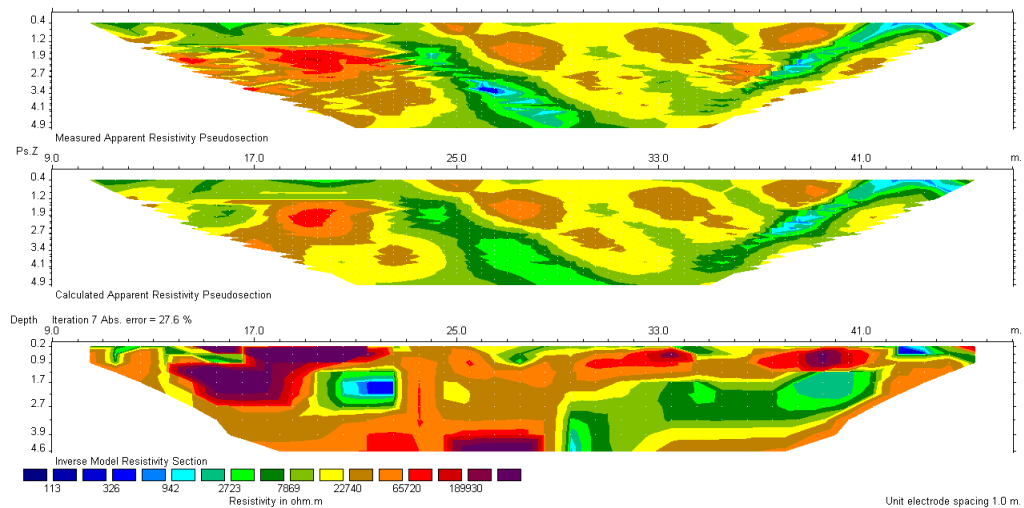 0.4
1.2
1.9
2.7
3.4
4.1
4.9
Measured Apparent Resistivity Pseudosection
Ps.Z 9.0 17.0 25.0 33.0 41.0 m.
0.4
1.2
1.9
2.7
3.4
4.1
4.9
Calculated Apparent Resistivity Pseudosection
Depth Iteration 7 Abs. error = 27.6 %
9.0 17.0 25.0 33.0 41.0 m.
0.2
0.9
1.7
2.7
3.9
4.6
Inverse Model Resistivity Section
113 326 942 2723 7869 22740 65720 189930
Resistivity in ohm.m Unit electrode spacing 1.0 m.